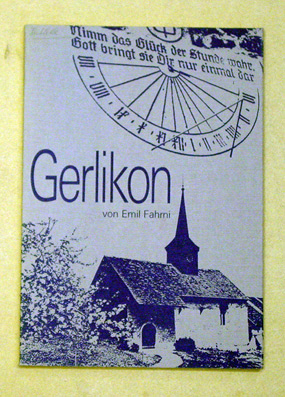 Nimm das Glück der Stunde wahr,
Gott bringt sie Dir nur einmal dar
Gerlikon
von Emil Fahrni